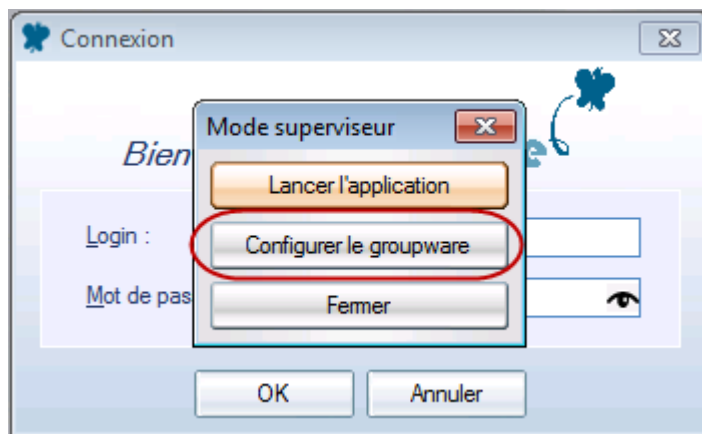 Connexion
Mode superviseur
Bien
e
Lancer l'application
Login :
Configurer le groupware
Mot de pas
Fermer
OK
Annuler